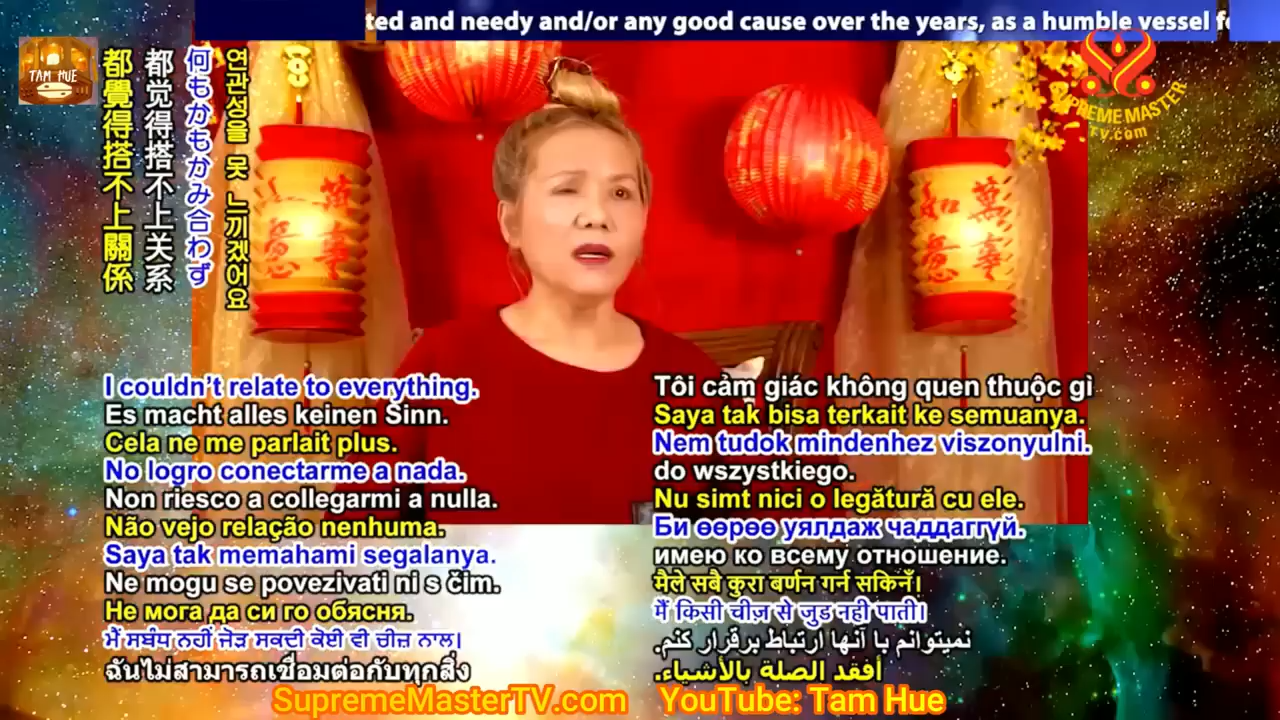 ted and needy and/or any good cause over the years, as a humble vessel f
TAM HUE
SUPREME MASTER
TV.com
都覺得搭不上關係
都觉得搭不上关系
何もかもかみ合わず
연관성을 못 느끼겠어요
萬事
如意
萬事
如意
I couldn’t relate to everything.
Es macht alles keinen Sinn.
Cela ne me parlait plus.
No logro conectarme a nada.
Non riesco a collegarmi a nulla.
Não vejo relação nenhuma.
Saya tak memahami segalanya.
Ne mogu se povezivati ni s čim.
Не мога да си го обясня.
ਮੈਂ ਸਬੰਧ ਨਹੀਂ ਜੋੜ ਸਕਦੀ ਕੋਈ ਵੀ ਚੀਜ਼ ਨਾਲ।
ฉันไม่สามารถเชื่อมต่อกับทุกสิ่ง
Tôi cảm giác không quen thuộc gì
Saya tak bisa terkait ke semuanya.
Nem tudok mindenhez viszonyulni.
do wszystkiego.
Nu simt nici o legătură cu ele.
Би өөрөө уялдаж чаддаггүй.
имею ко всему отношение.
मैले सबै कुरा बर्णन गर्न सकिनँ।
मैं किसी चीज़ से जुड नही पाती।
نمیتوانم با آنها ارتباط برقرار کنم.
أفقد الصلة بالأشياء.
SupremeMasterTV.com
YouTube: Tam Hue